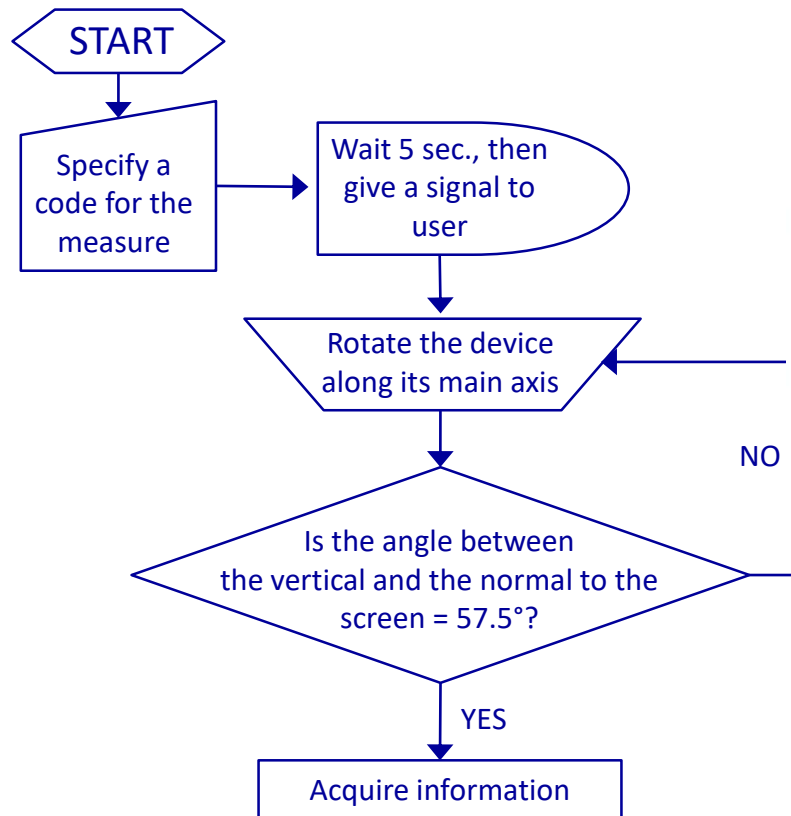 START
Specify a
code for the
measure
Wait 5 sec., then
give a signal to
user
Rotate the device
along its main axis
NO
Is the angle between
the vertical and the normal to the
screen = 57.5°?
YES
Acquire information